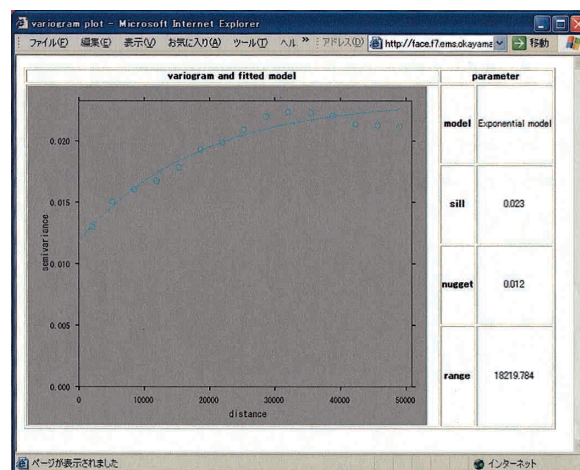 variogram plot - Microsoft Internet Explorer
ファイル(F) 編集(E) 表示(V) お気に入り(A) ツール(T) ヘル » アドレス(D) http://face.f7.ems.okayama 移動
variogram and fitted model
parameter
0.020
0.015
0.010
0.005
0.000
semivariance
0 10000 20000 30000 40000 50000
distance
model Exponential model
sill 0.023
nugget 0.012
range 18219.784
ページが表示されました
インターネット